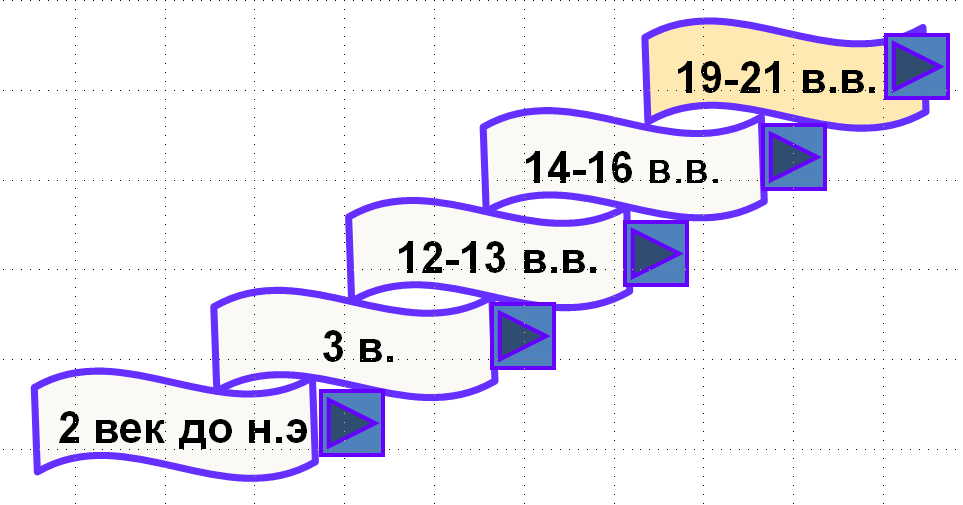 19-21 в.в.
14-16 в.в.
12-13 в.в.
3 в.
2 век до н.э